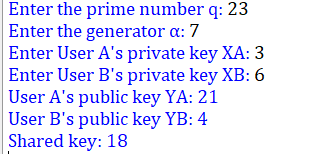 Enter the prime number q: 23
Enter the generator α: 7
Enter User A's private key XA: 3
Enter User B's private key XB: 6
User A's public key YA: 21
User B's public key YB: 4
Shared key: 18